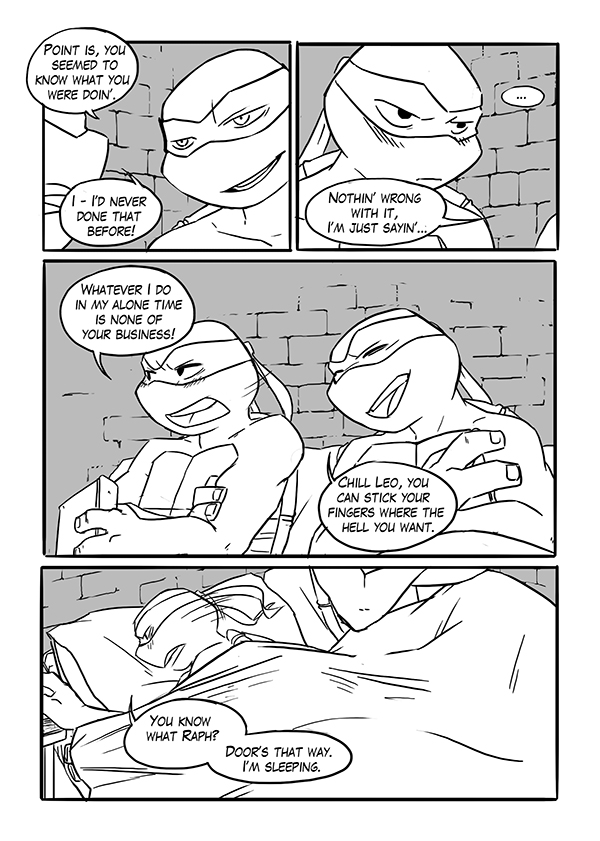 POINT IS, YOU
SEEMED TO
KNOW WHAT YOU
WERE DOIN'.
I - I'D NEVER
DONE THAT
BEFORE!
...
NOTHIN' WRONG
WITH IT,
I'M JUST SAYIN'...
WHATEVER I DO
IN MY ALONE TIME
IS NONE OF
YOUR BUSINESS!
CHILL LEO, YOU
CAN STICK YOUR
FINGERS WHERE THE
HELL YOU WANT.
YOU KNOW
WHAT RAPH?
DOOR'S THAT WAY.
I'M SLEEPING.